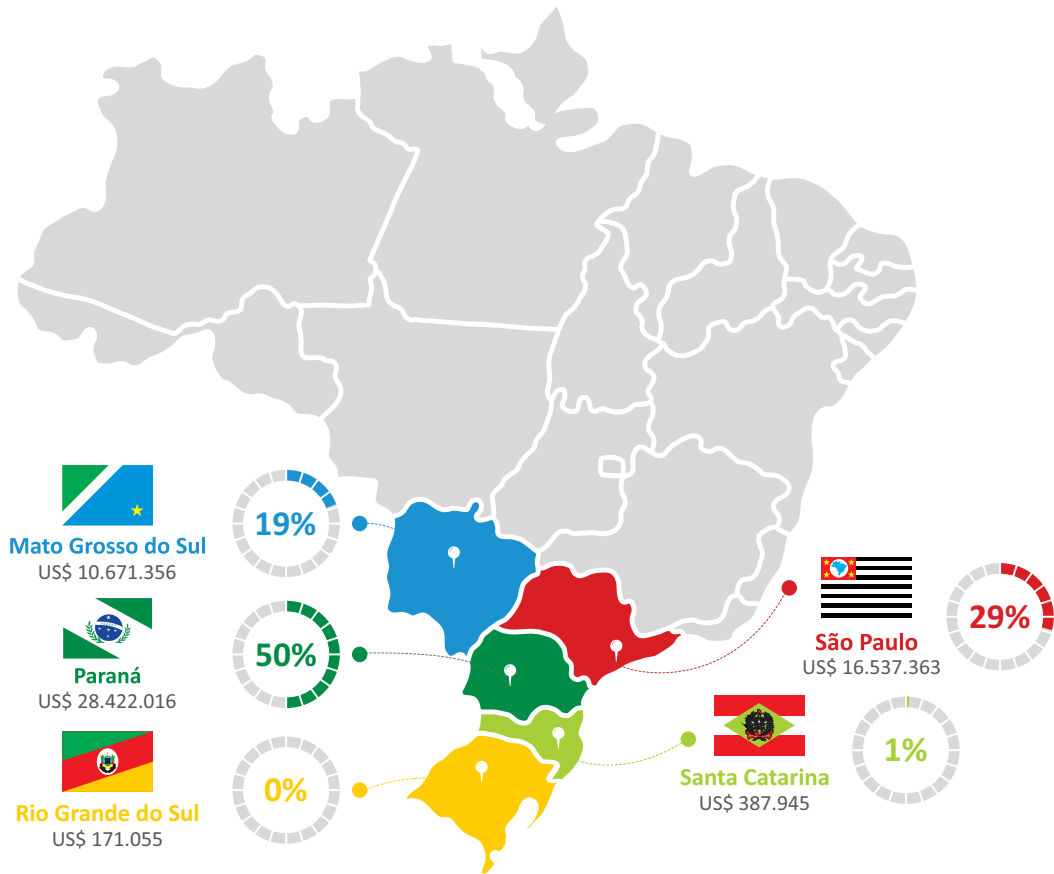 19%
Mato Grosso do Sul
US$ 10.671.356
50%
Paraná
US$ 28.422.016
0%
Rio Grande do Sul
US$ 171.055
29%
São Paulo
US$ 16.537.363
1%
Santa Catarina
US$ 387.945